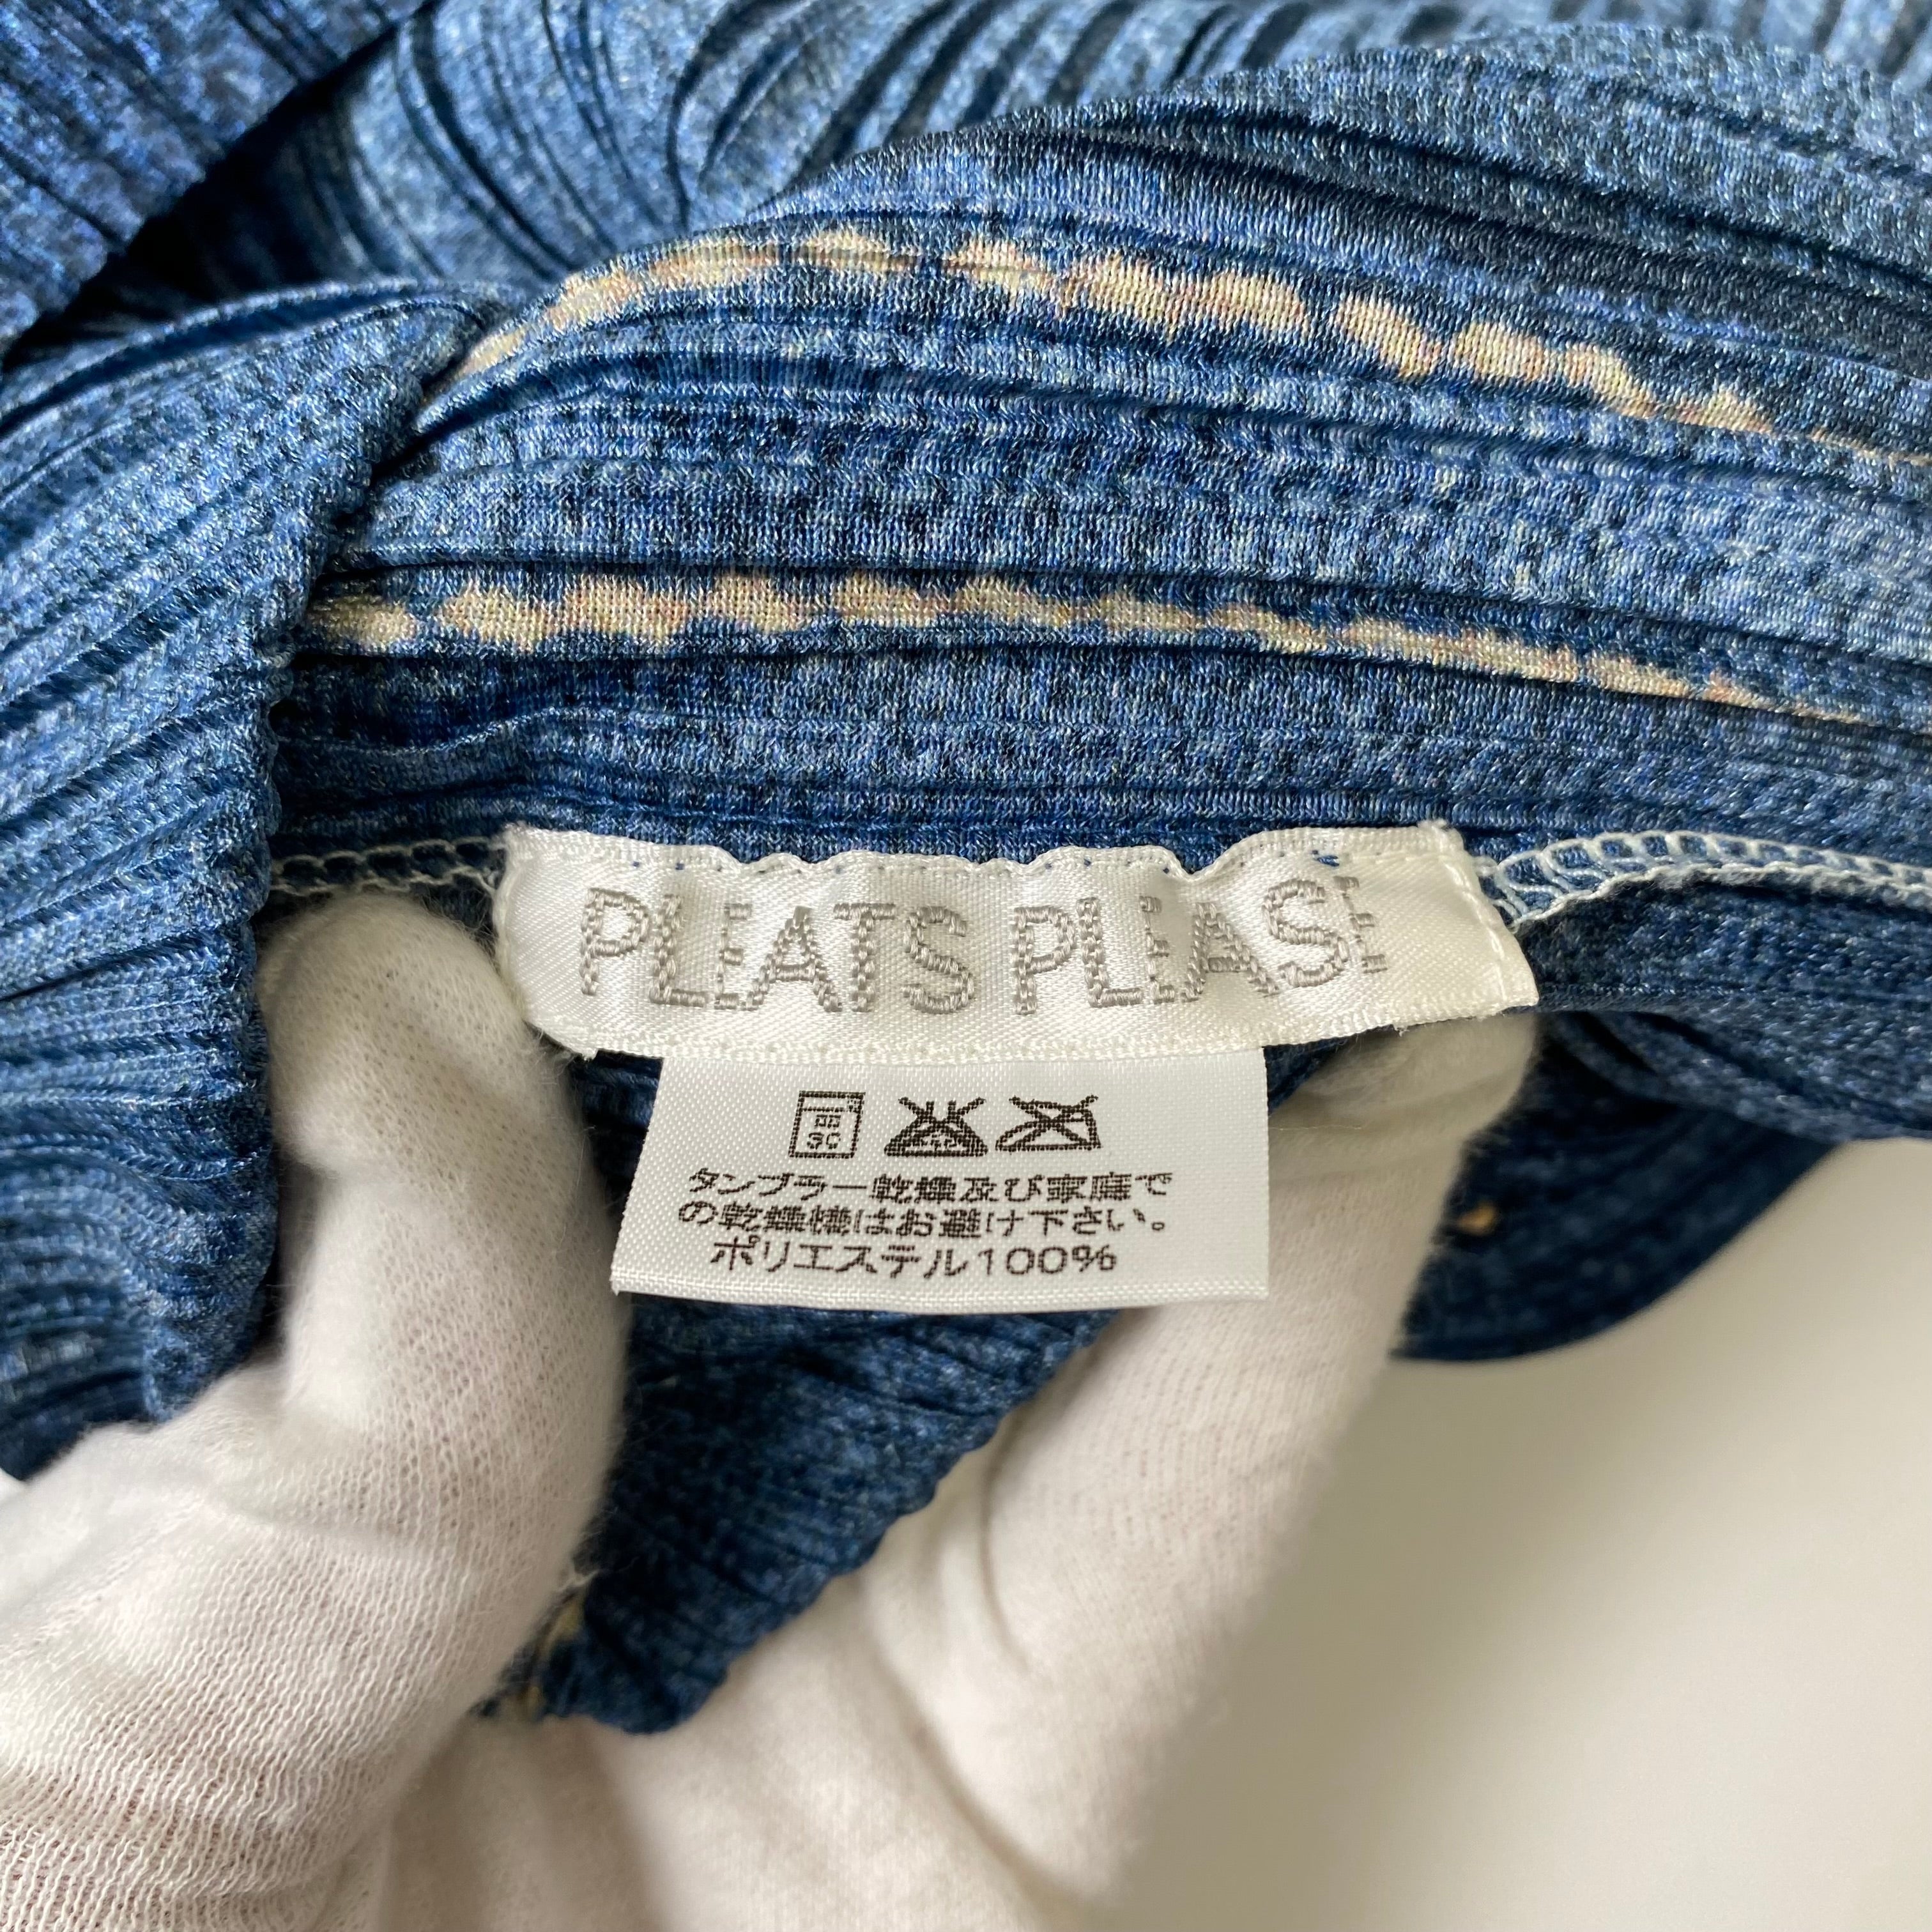 PLEATS PLEASE
タンブラー乾燥及び家庭で
の乾燥機はお避け下さい。
ポリエステル100%